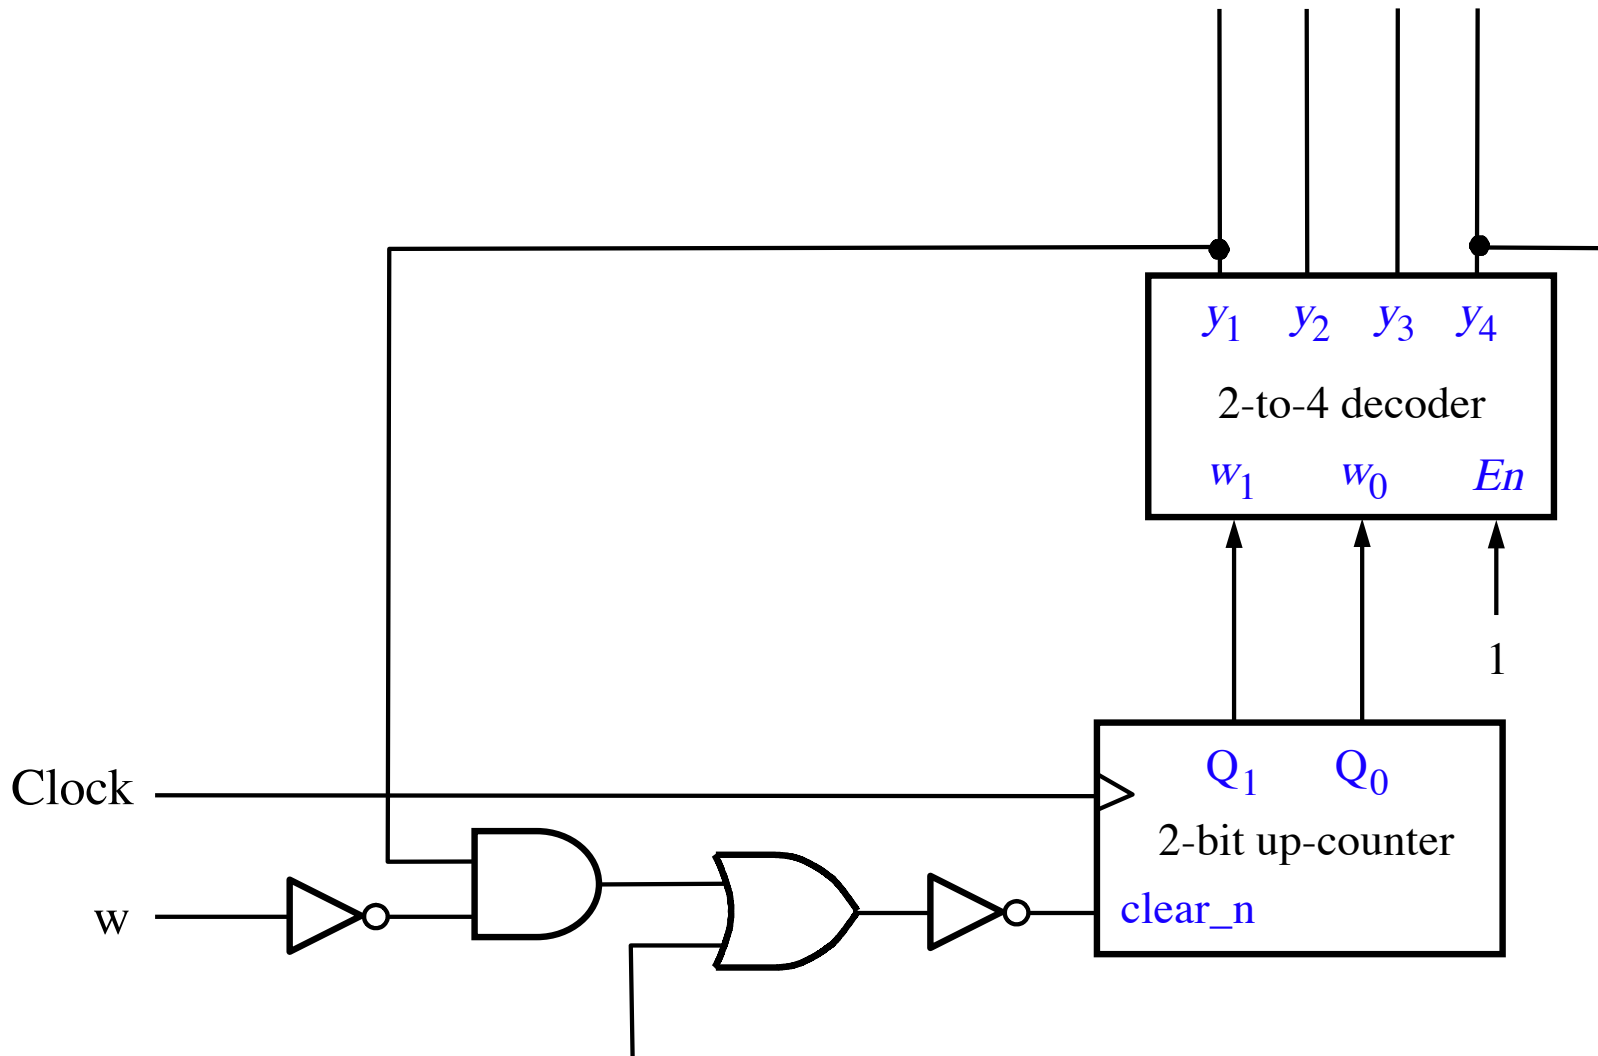 y1 y2 y3 y4
2-to-4 decoder
w1 w0 En
1
Q1 Q0
Clock
2-bit up-counter
w
clear_n